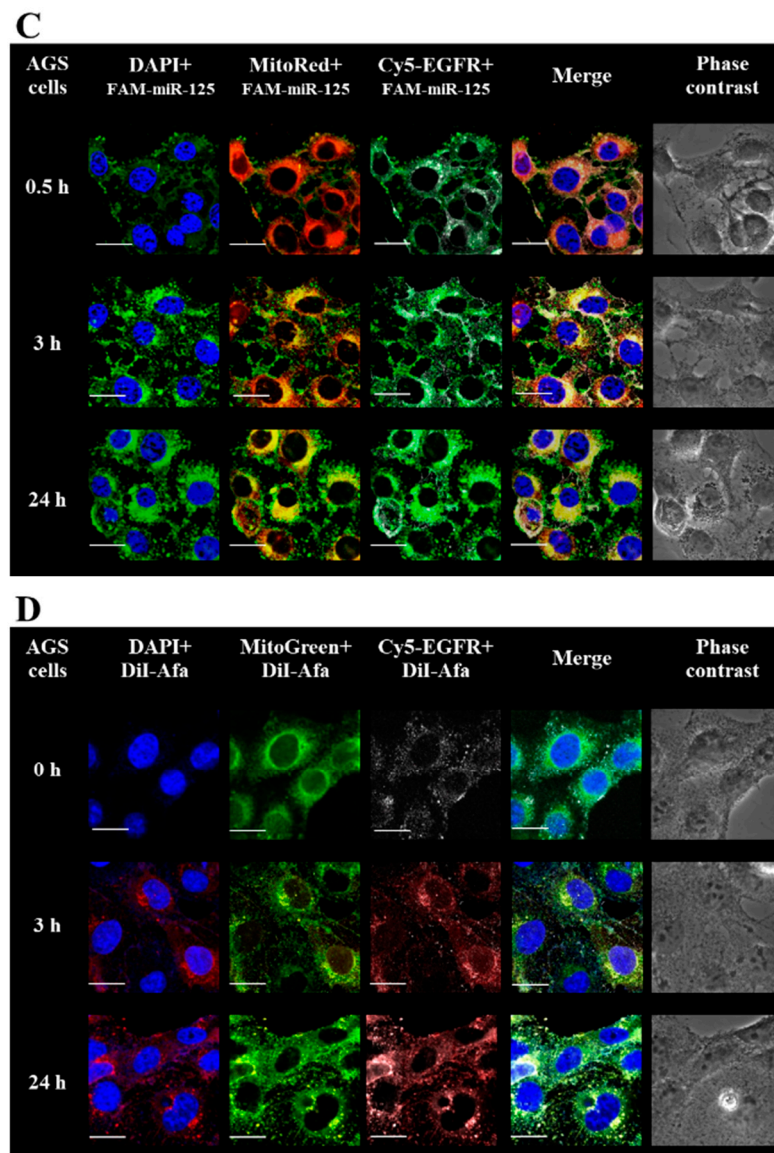 C
AGS cells
DAPI+ FAM-miR-125
MitoRed+ FAM-miR-125
Cy5-EGFR+ FAM-miR-125
Merge
Phase contrast
0.5 h
3 h
24 h
D
AGS cells
DAPI+ DiI-Afa
MitoGreen+ DiI-Afa
Cy5-EGFR+ DiI-Afa
Merge
Phase contrast
0 h
3 h
24 h